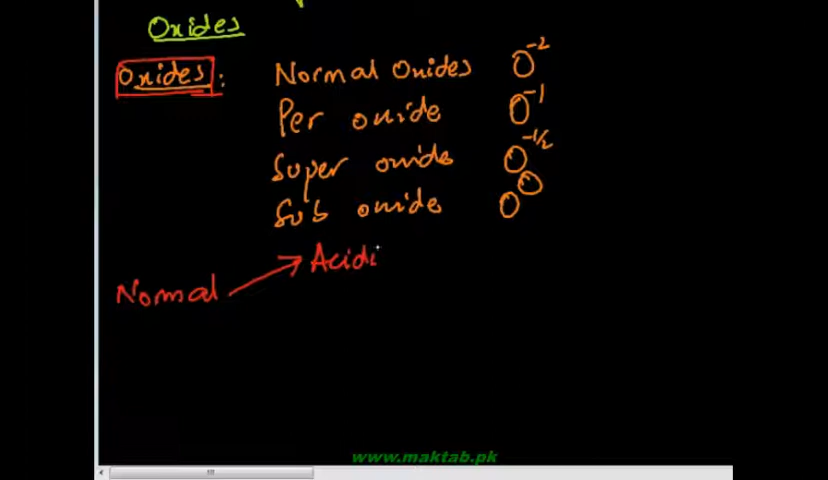 Oxides
Oxides: Normal Oxides O⁻²
Per oxide O⁻¹
Super oxide O⁻¹/²
Sub oxide O⁰
Normal → Acidi
www.maktab.pk